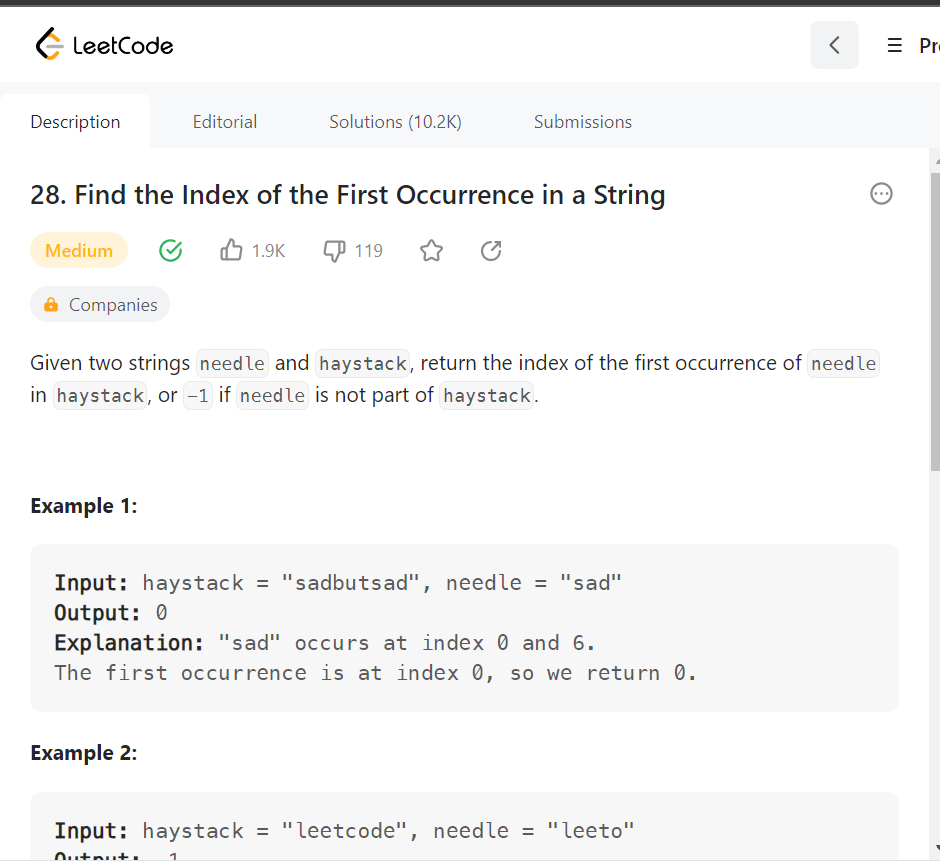 LeetCode
Description Editorial Solutions (10.2K) Submissions
28. Find the Index of the First Occurrence in a String
Medium 1.9K 119
Companies
Given two strings needle and haystack, return the index of the first occurrence of needle
in haystack, or -1 if needle is not part of haystack.
Example 1:
Input: haystack = "sadbutsad", needle = "sad"
Output: 0
Explanation: "sad" occurs at index 0 and 6.
The first occurrence is at index 0, so we return 0.
Example 2:
Input: haystack = "leetcode", needle = "leeto"
Output: -1